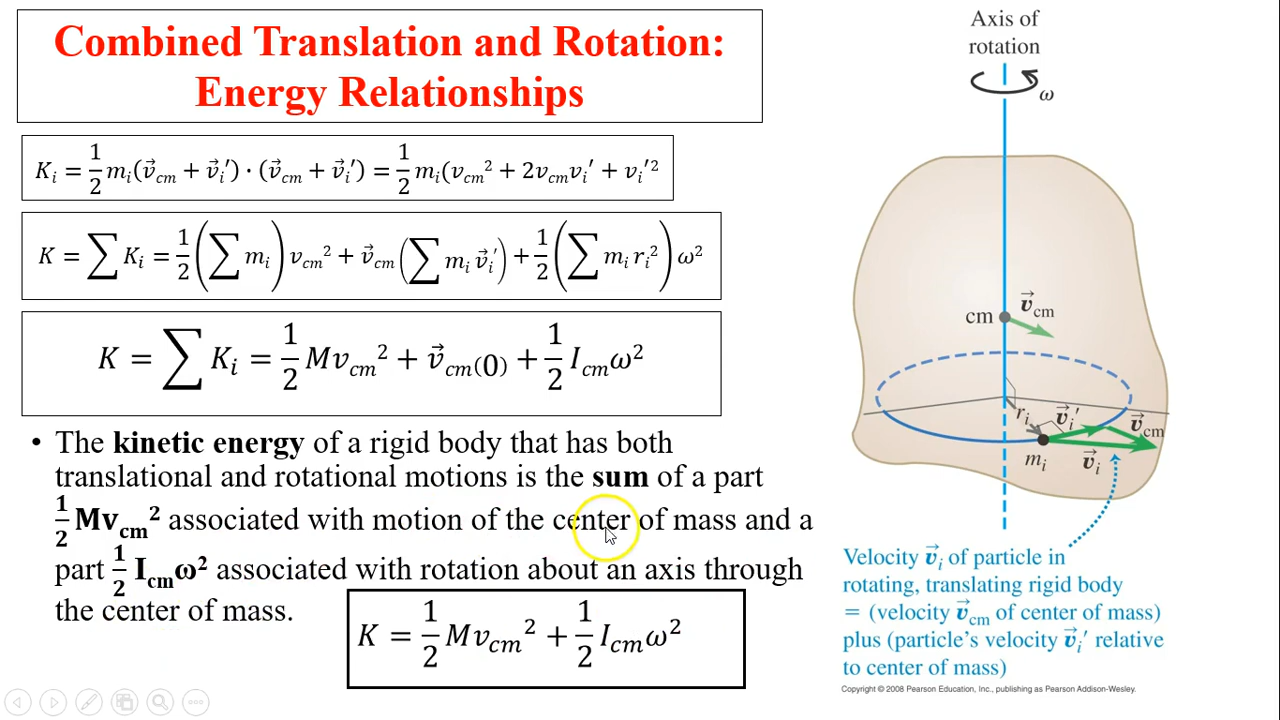 Combined Translation and Rotation:
Energy Relationships
K_i = 1/2 m_i(v⃗_cm + v⃗_i′) · (v⃗_cm + v⃗_i′) = 1/2 m_i(v_cm² + 2v_cm v_i′ + v_i′²
K = ∑ K_i = 1/2 (∑ m_i) v_cm² + v⃗_cm (∑ m_i v⃗_i′) + 1/2 (∑ m_i r_i²) ω²
K = ∑ K_i = 1/2 Mv_cm² + v⃗_cm(0) + 1/2 I_cm ω²
• The kinetic energy of a rigid body that has both
translational and rotational motions is the sum of a part
1/2 Mv_cm² associated with motion of the center of mass and a
part 1/2 I_cm ω² associated with rotation about an axis through
the center of mass.
K = 1/2 Mv_cm² + 1/2 I_cm ω²
Axis of
rotation
ω
cm
v⃗_cm
r_i
v⃗_i′
v⃗_cm
m_i
v⃗_i
Velocity v⃗_i of particle in
rotating, translating rigid body
= (velocity v⃗_cm of center of mass)
plus (particle's velocity v⃗_i′ relative
to center of mass)
Copyright © 2008 Pearson Education, Inc., publishing as Pearson Addison-Wesley.